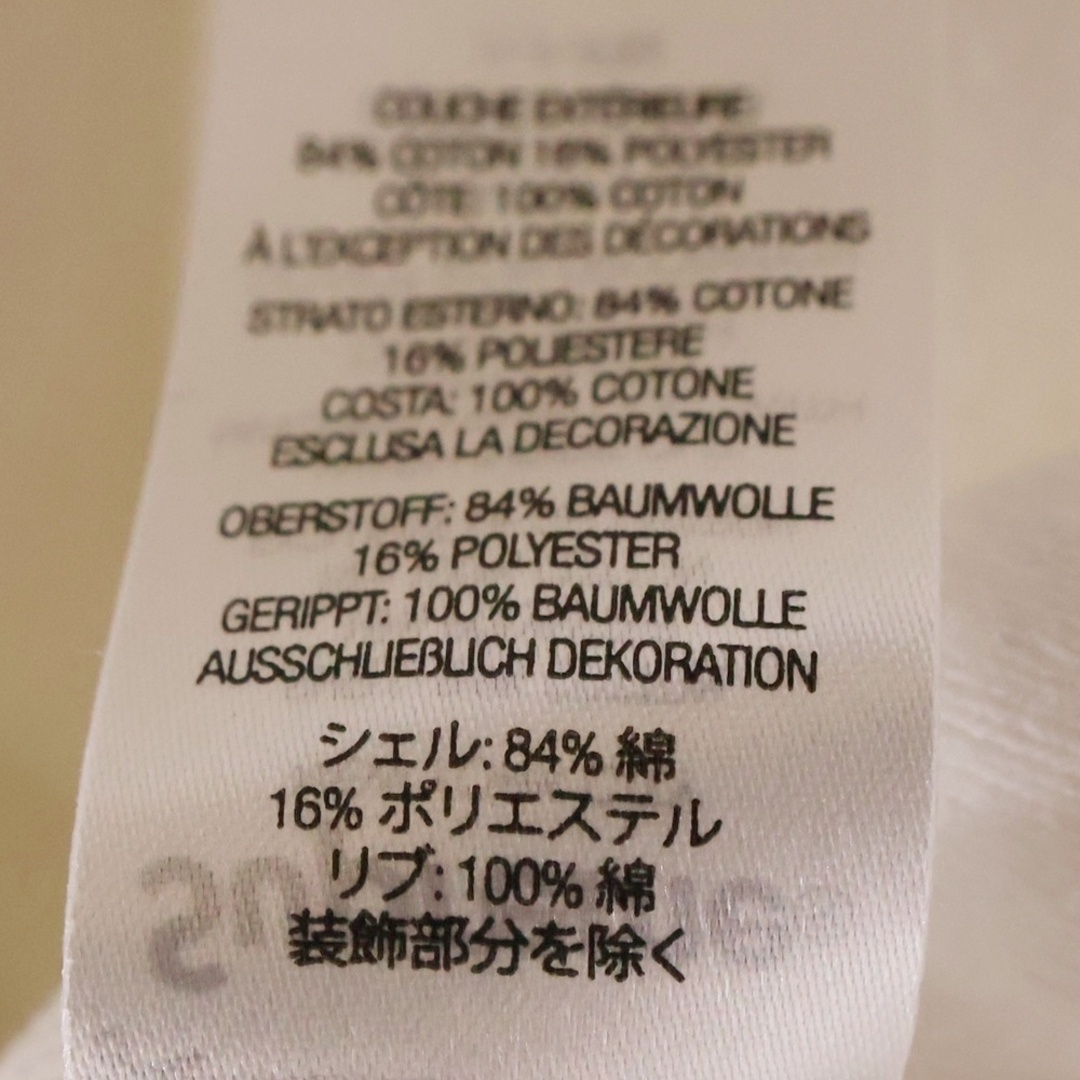 COUCHE EXTÉRIEURE:
84% COTON 16% POLYESTER
CÔTE: 100% COTON
À L'EXCEPTION DES DÉCORATIONS
STRATO ESTERNO: 84% COTONE
16% POLIESTERE
COSTA: 100% COTONE
ESCLUSA LA DECORAZIONE
OBERSTOFF: 84% BAUMWOLLE
16% POLYESTER
GERIPPT: 100% BAUMWOLLE
AUSSCHLIEßLICH DEKORATION
シェル: 84% 綿
16% ポリエステル
リブ: 100% 綿
装飾部分を除く